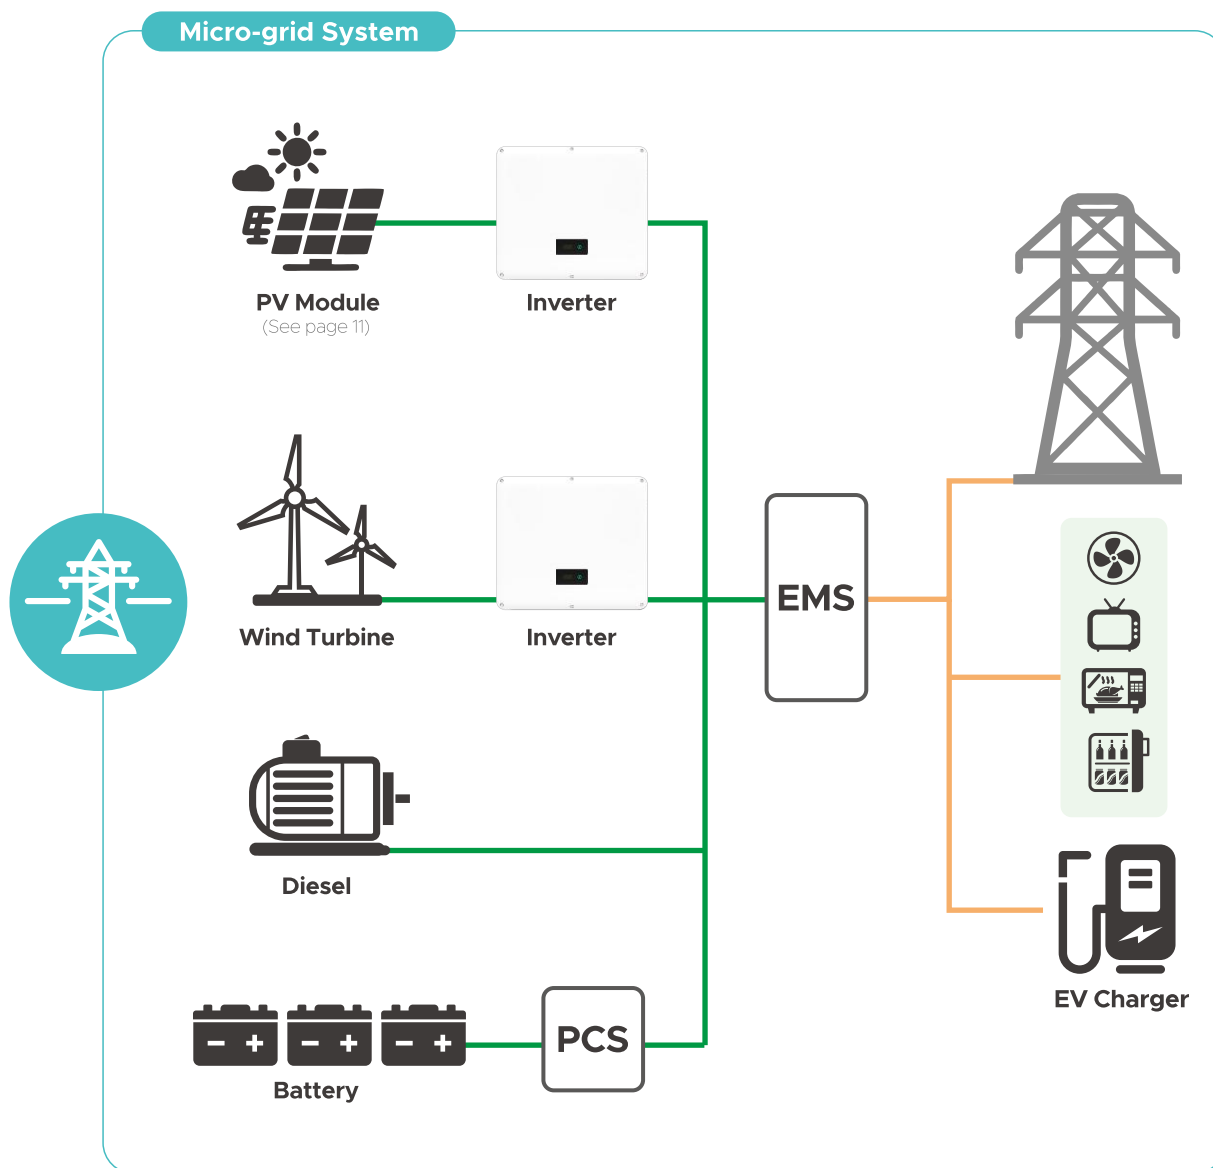 Micro-grid System
PV Module
(See page 11)
Inverter
Wind Turbine
Inverter
EMS
Diesel
PCS
Battery
EV Charger